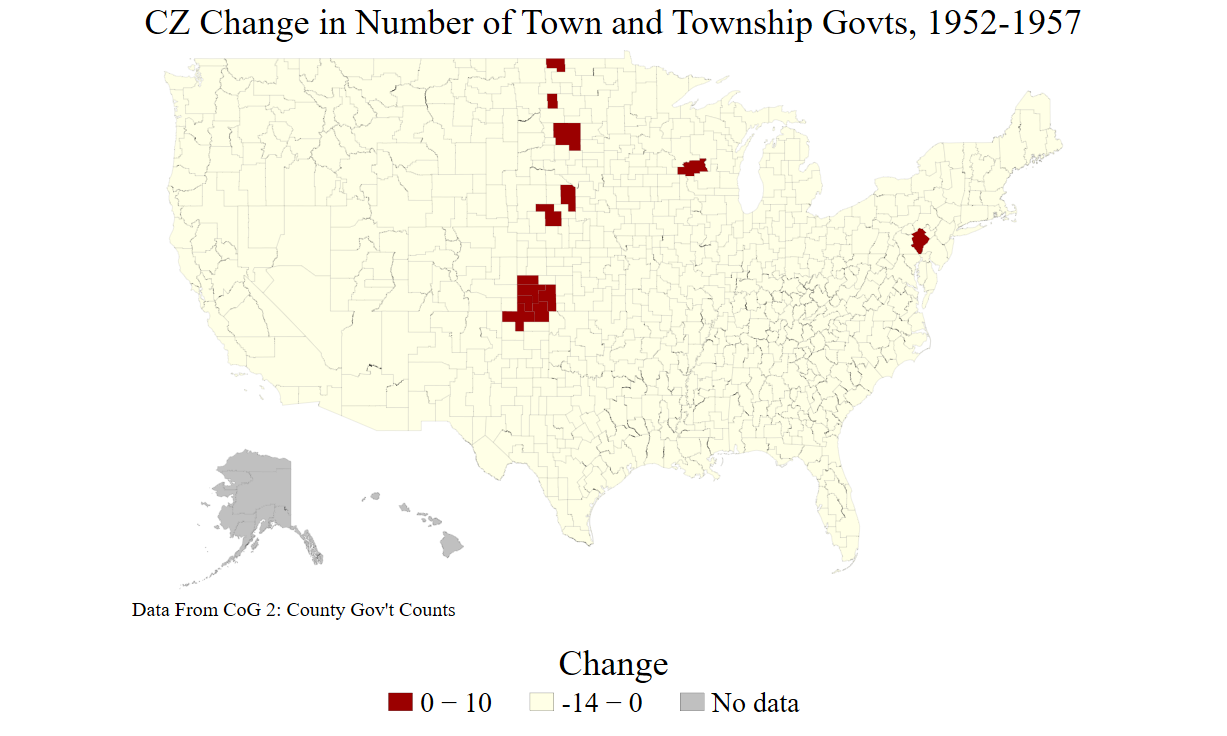 CZ Change in Number of Town and Township Govts, 1952-1957
Data From CoG 2: County Gov't Counts
Change
0 − 10 -14 − 0 No data